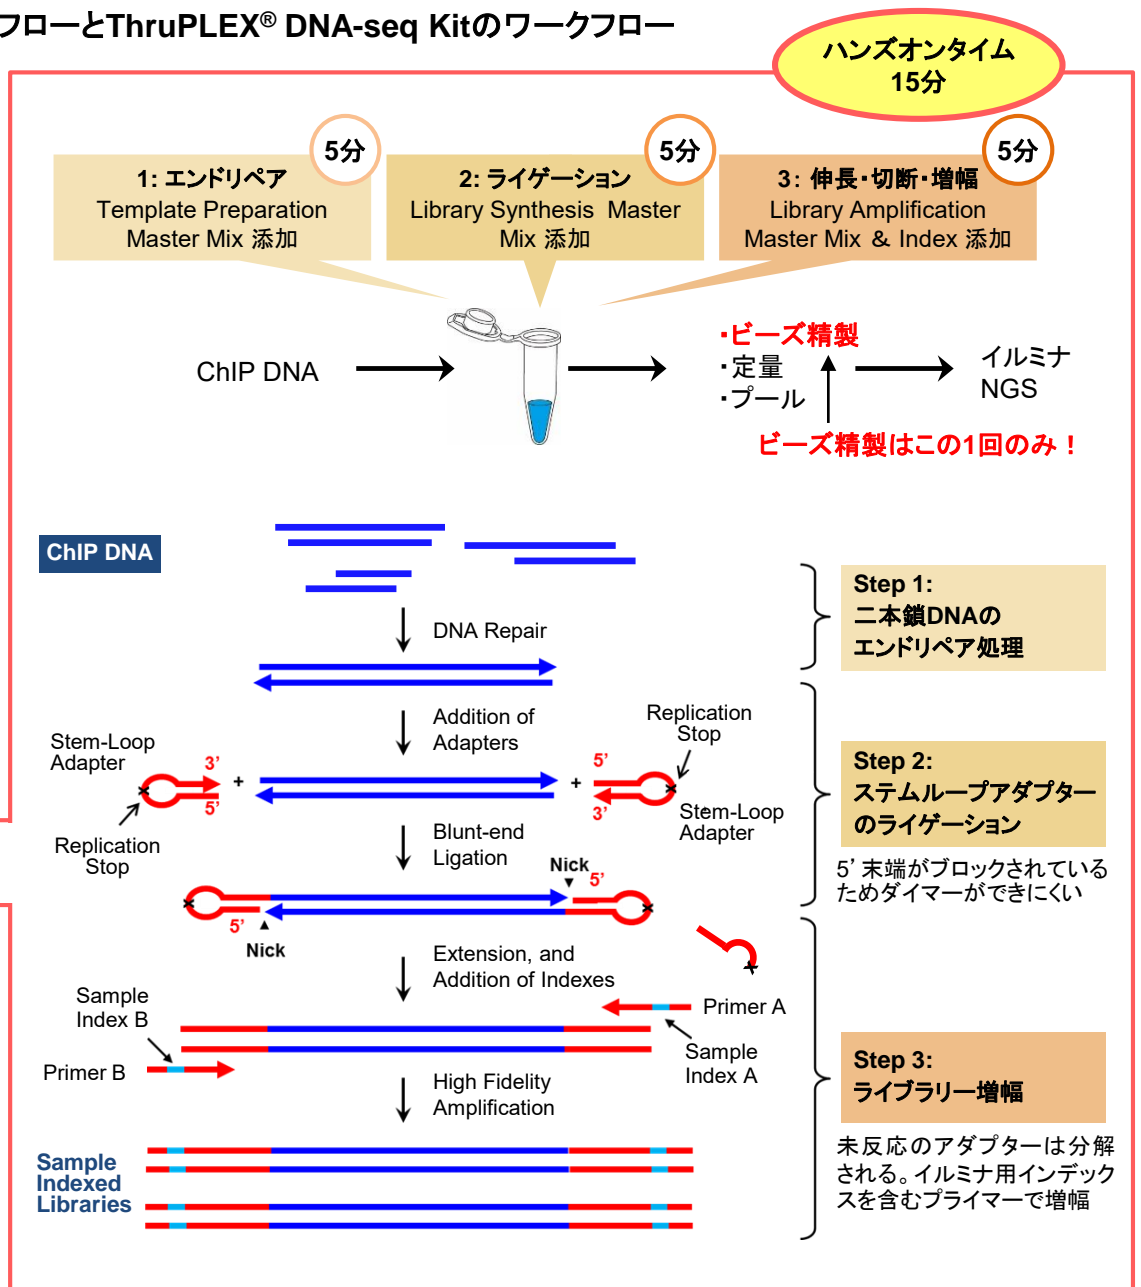 フローとThruPLEX® DNA-seq Kitのワークフロー
ハンズオンタイム
15分
5分
1: エンドリペア
Template Preparation
Master Mix 添加
5分
2: ライゲーション
Library Synthesis Master
Mix 添加
5分
3: 伸長・切断・増幅
Library Amplification
Master Mix & Index 添加
ChIP DNA
・ビーズ精製
・定量
・プール
イルミナ
NGS
ビーズ精製はこの1回のみ！
ChIP DNA
DNA Repair
Step 1:
二本鎖DNAの
エンドリペア処理
Addition of
Adapters
Stem-Loop
Adapter
3’
5’
Replication
Stop
+
+
5’
3’
Replication
Stop
Stem-Loop
Adapter
Step 2:
ステムループアダプター
のライゲーション
5’ 末端がブロックされている
ためダイマーができにくい
Blunt-end
Ligation
Nick
5’
5’
Nick
Extension, and
Addition of Indexes
Sample
Index B
Primer B
Primer A
Sample
Index A
High Fidelity
Amplification
Step 3:
ライブラリー増幅
未反応のアダプターは分解
される。イルミナ用インデック
スを含むプライマーで増幅
Sample
Indexed
Libraries